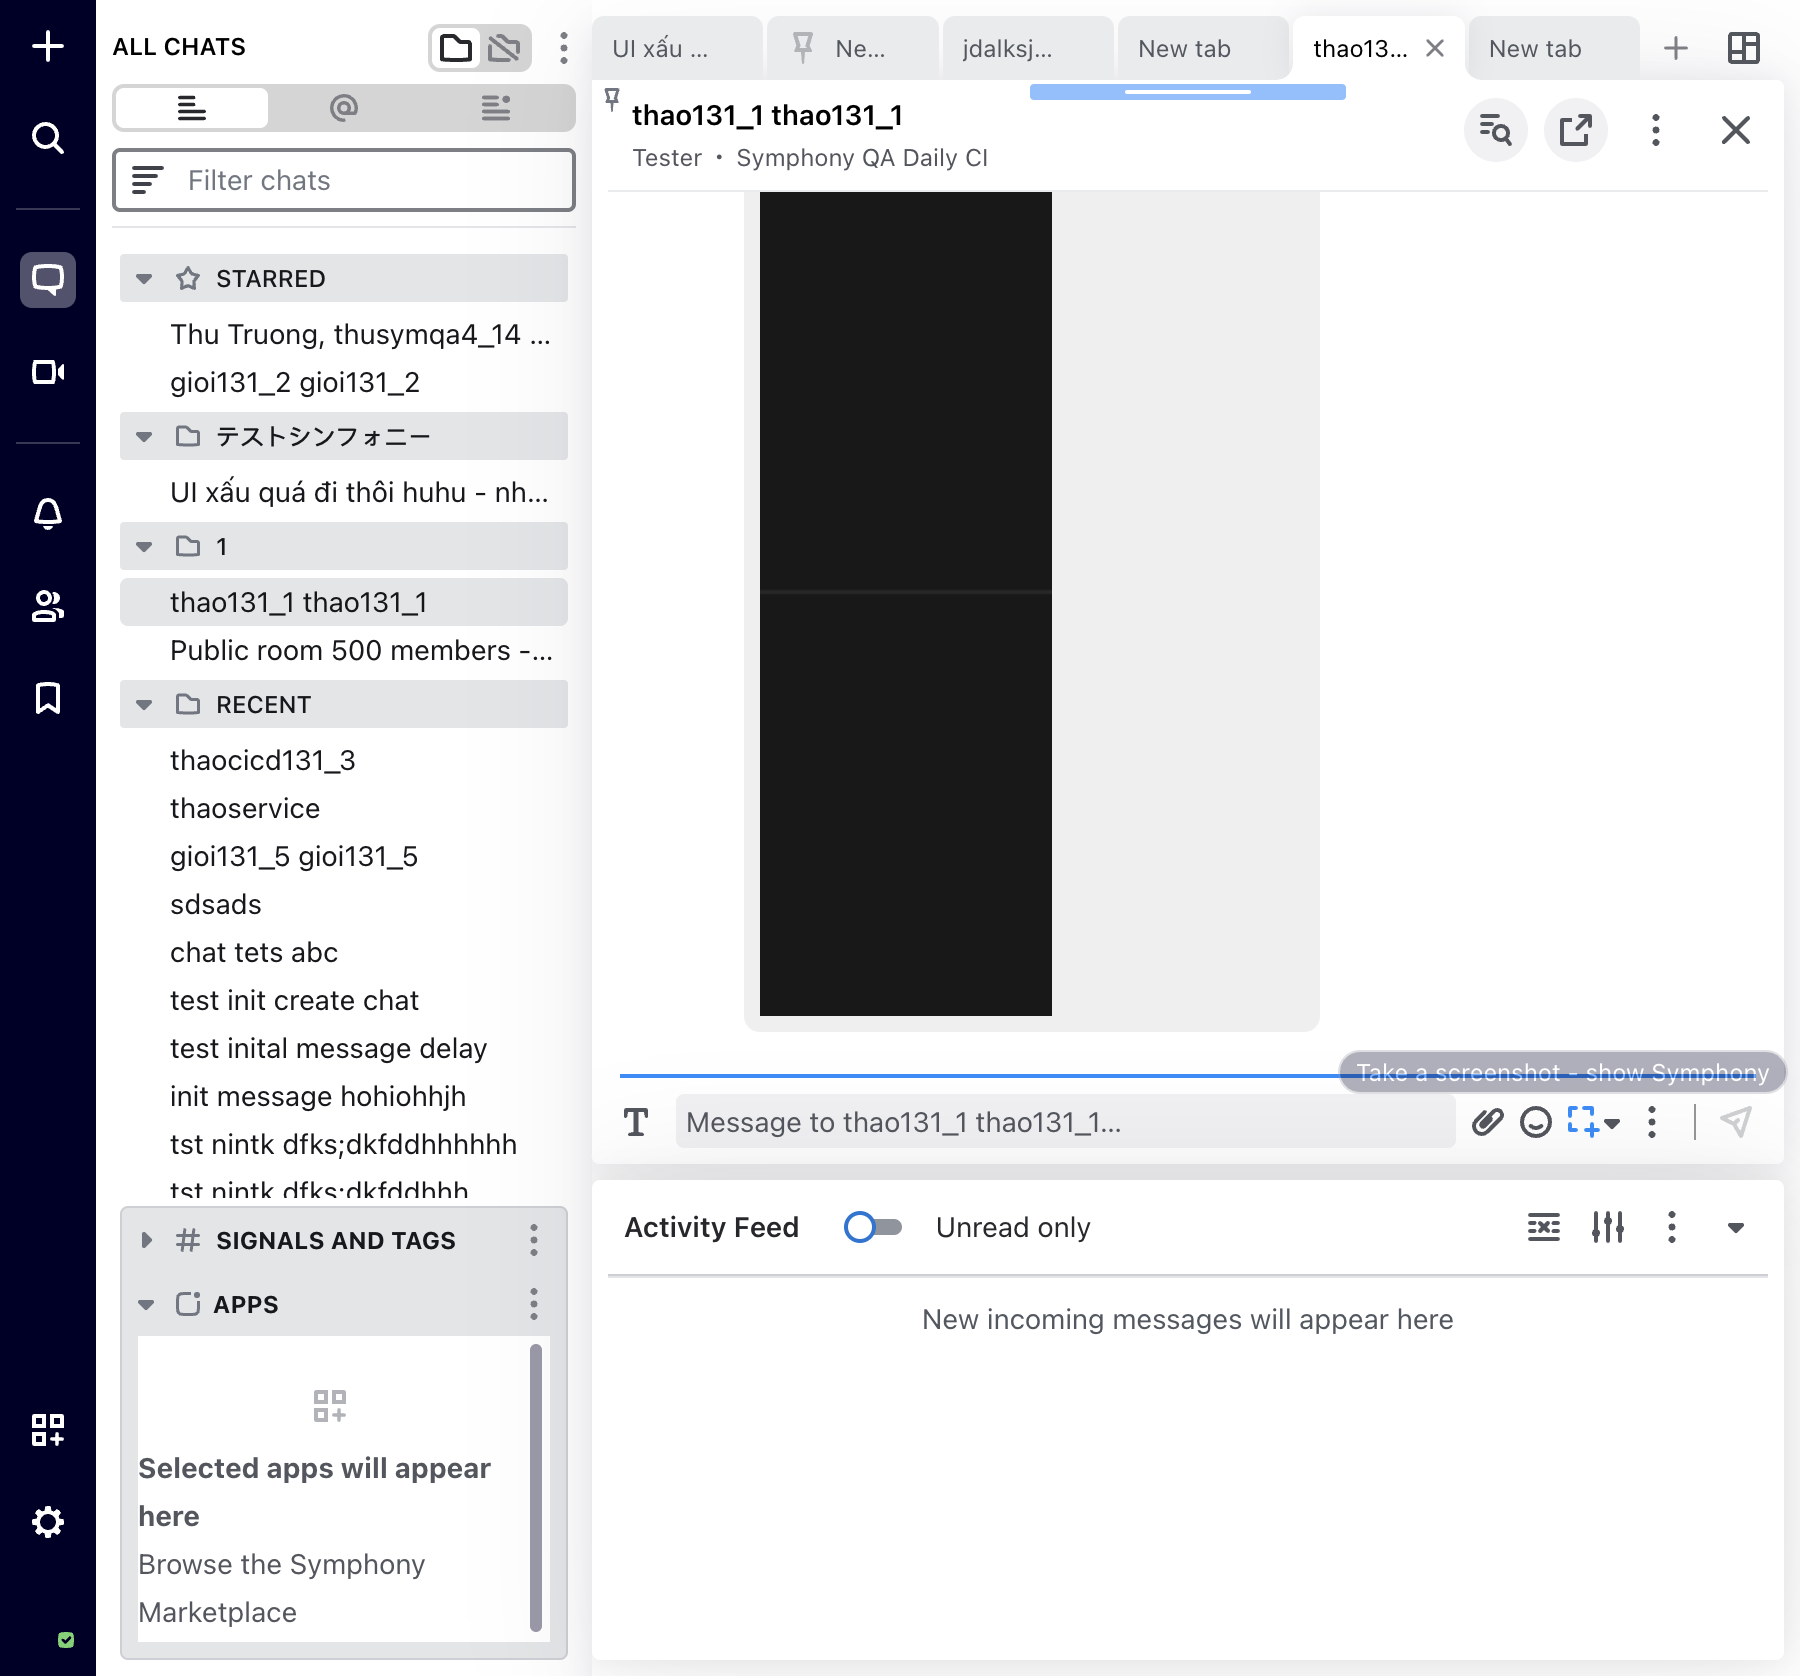 ALL CHATS
Filter chats
STARRED
Thu Truong, thusymqa4_14 ...
gioi131_2 gioi131_2
テストシンフォニー
UI xấu quá đi thôi huhu - nh...
1
thao131_1 thao131_1
Public room 500 members -...
RECENT
thaocicd131_3
thaoservice
gioi131_5 gioi131_5
sdsads
chat tets abc
test init create chat
test inital message delay
init message hohiohhjh
tst nintk dfks;dkfddhhhhhh
tst nintk dfks;dkfddhhh
SIGNALS AND TAGS
APPS
Selected apps will appear
here
Browse the Symphony
Marketplace
UI xấu ...
Ne...
jdalksj...
New tab
thao13...
New tab
thao131_1 thao131_1
Tester • Symphony QA Daily CI
Take a screenshot - show Symphony
Message to thao131_1 thao131_1...
Activity Feed
Unread only
New incoming messages will appear here